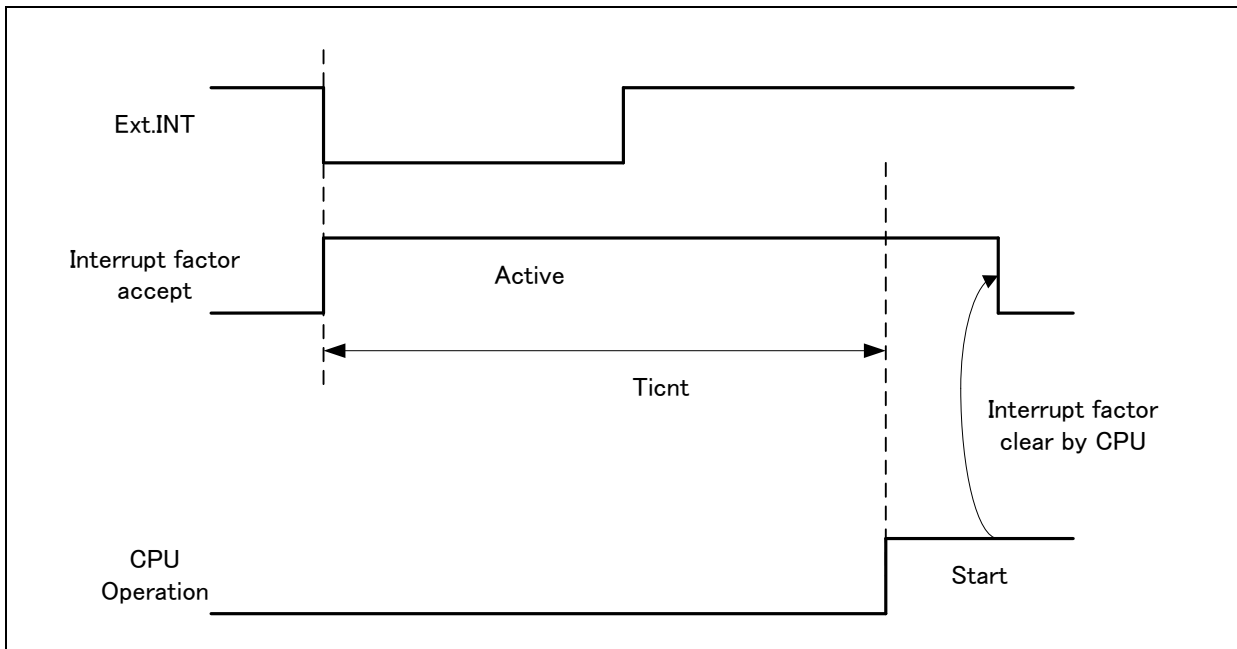 Ext.INT
Interrupt factor
accept
Active
Ticnt
Interrupt factor
clear by CPU
CPU
Operation
Start